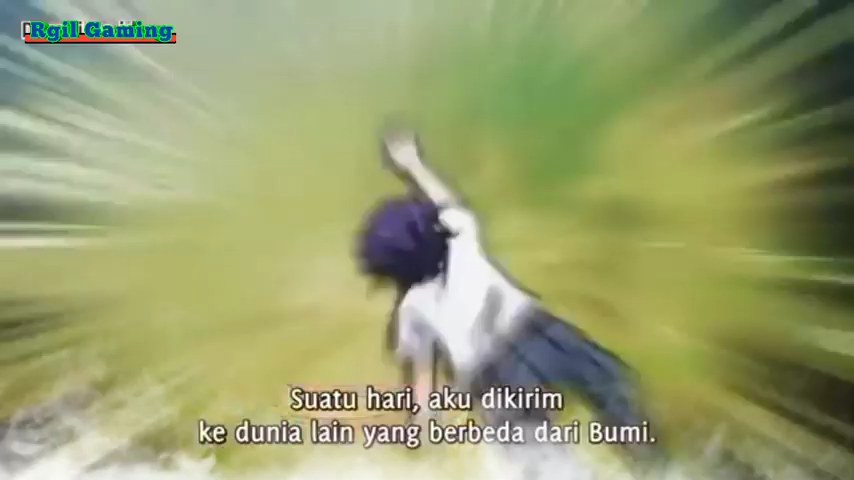 Rgil Gaming
Suatu hari, aku dikirim
ke dunia lain yang berbeda dari Bumi.